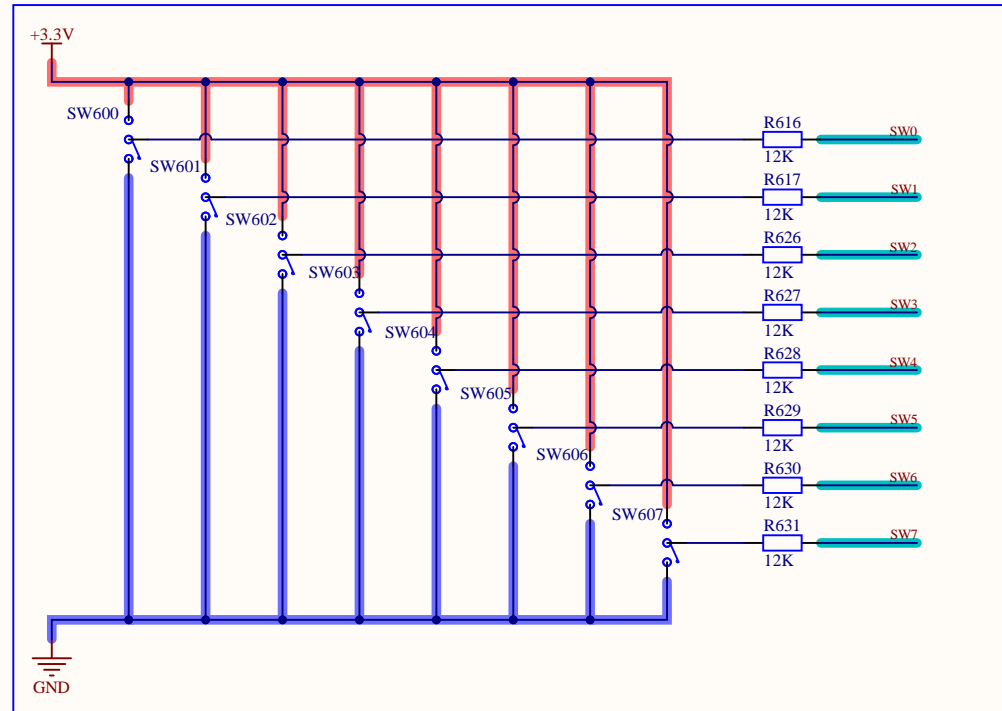 +3.3V
SW600
R616
SW0
12K
SW601
R617
SW1
12K
SW602
R626
SW2
12K
SW603
R627
SW3
12K
SW604
R628
SW4
12K
SW605
R629
SW5
12K
SW606
R630
SW6
12K
SW607
R631
SW7
12K
GND